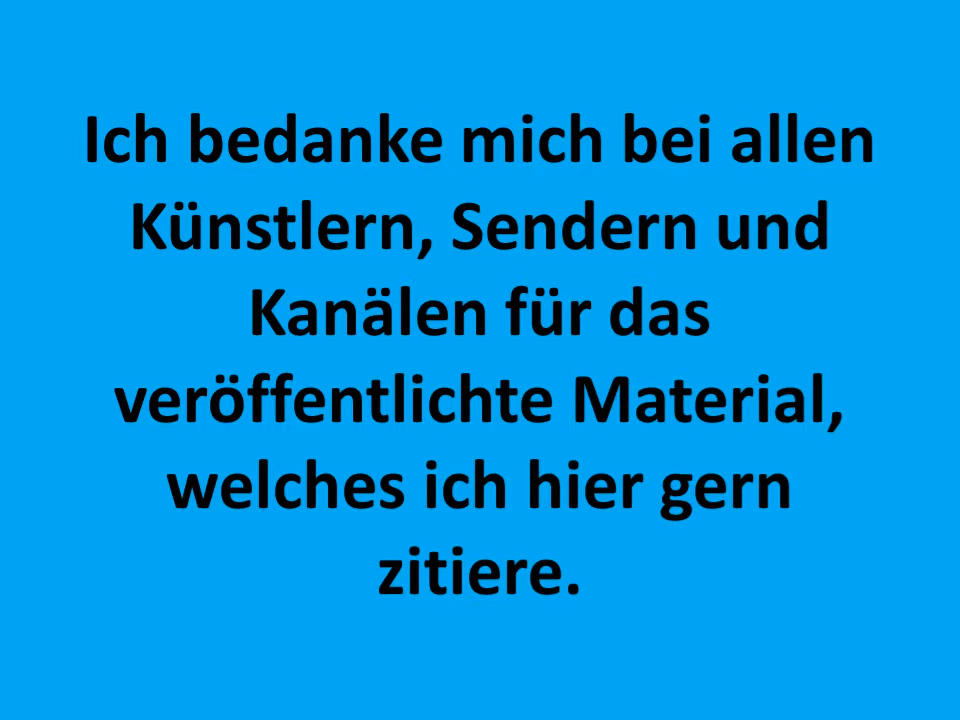 Ich bedanke mich bei allen
Künstlern, Sendern und
Kanälen für das
veröffentlichte Material,
welches ich hier gern
zitiere.